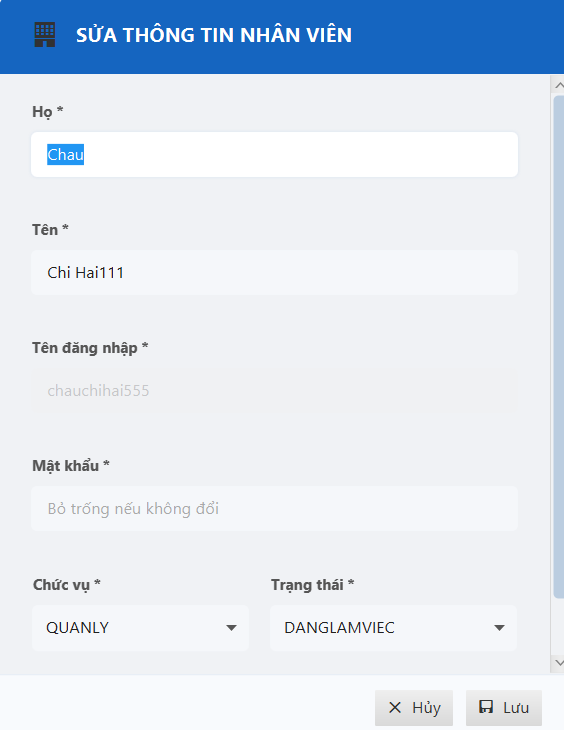 SỬA THÔNG TIN NHÂN VIÊN
Họ *
Chau
Tên *
Chi Hai111
Tên đăng nhập *
chauchihai555
Mật khẩu *
Bỏ trống nếu không đổi
Chức vụ * Trạng thái *
QUANLY DANGLAMVIEC
Hủy Lưu